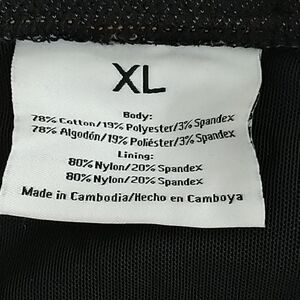 XL
Body:
78% Cotton/19% Polyester/3% Spandex
78% Algodón/19% Poliéster/3% Spandex
Lining:
80% Nylon/20% Spandex
80% Nylon/20% Spandex
Made in Cambodia/Hecho en Camboya